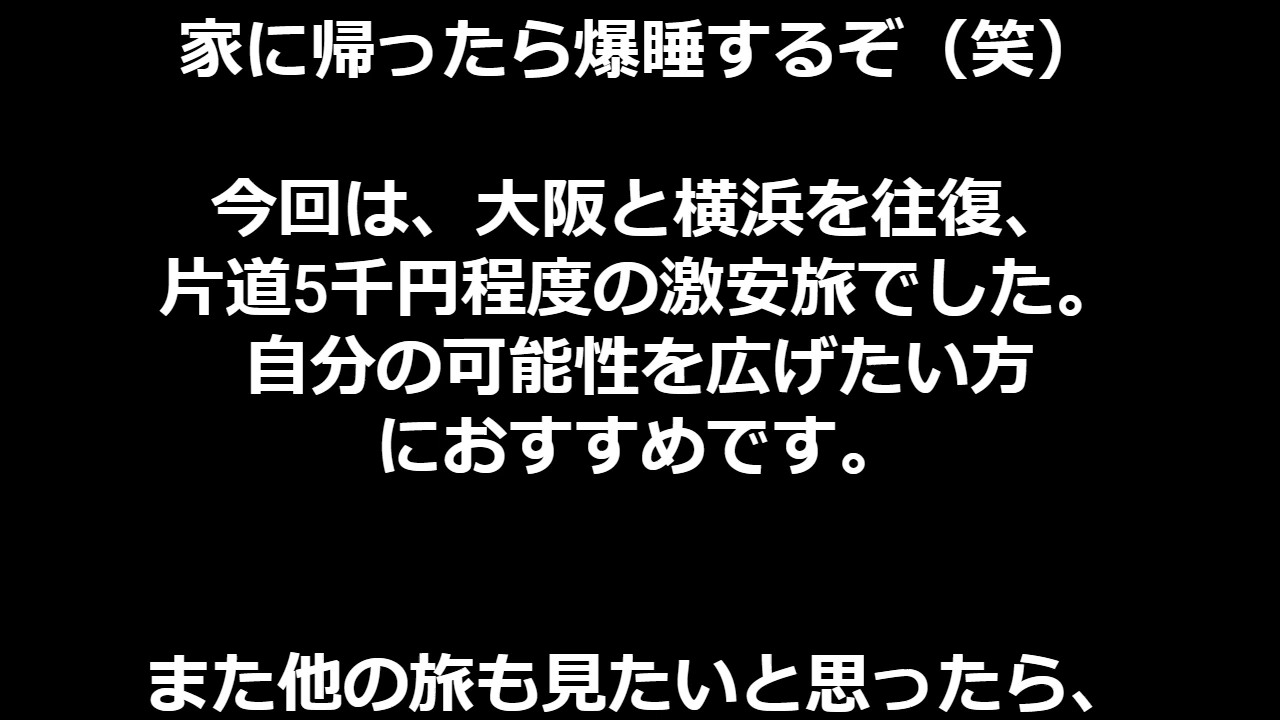 家に帰ったら爆睡するぞ（笑）
今回は、大阪と横浜を往復、
片道5千円程度の激安旅でした。
自分の可能性を広げたい方
におすすめです。
また他の旅も見たいと思ったら、